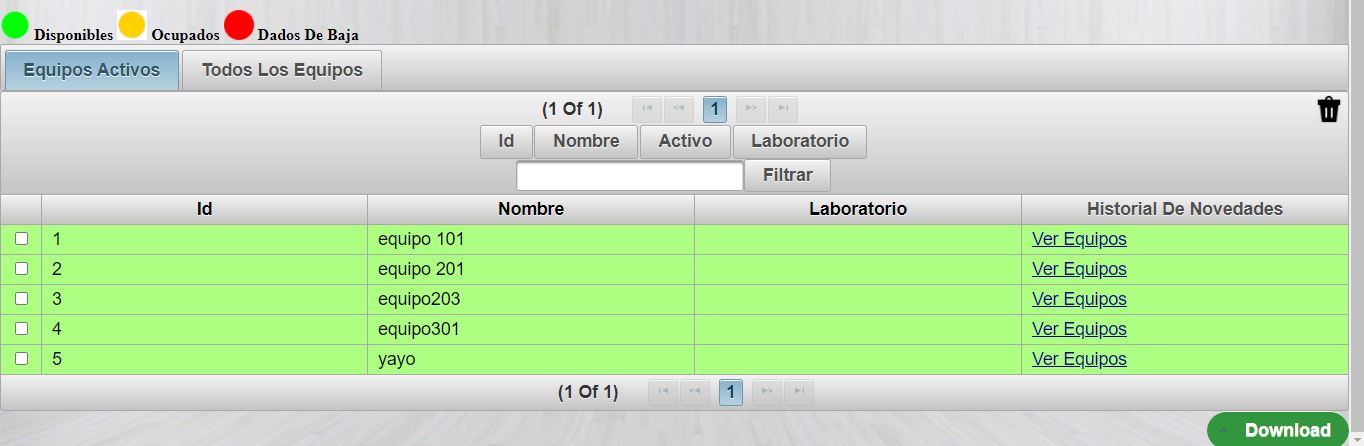 Disponibles Ocupados Dados De Baja
Equipos Activos Todos Los Equipos
(1 Of 1) 1
Id Nombre Activo Laboratorio
Filtrar
Id Nombre Laboratorio Historial De Novedades
1 equipo 101 Ver Equipos
2 equipo 201 Ver Equipos
3 equipo203 Ver Equipos
4 equipo301 Ver Equipos
5 yayo Ver Equipos
(1 Of 1) 1
Download